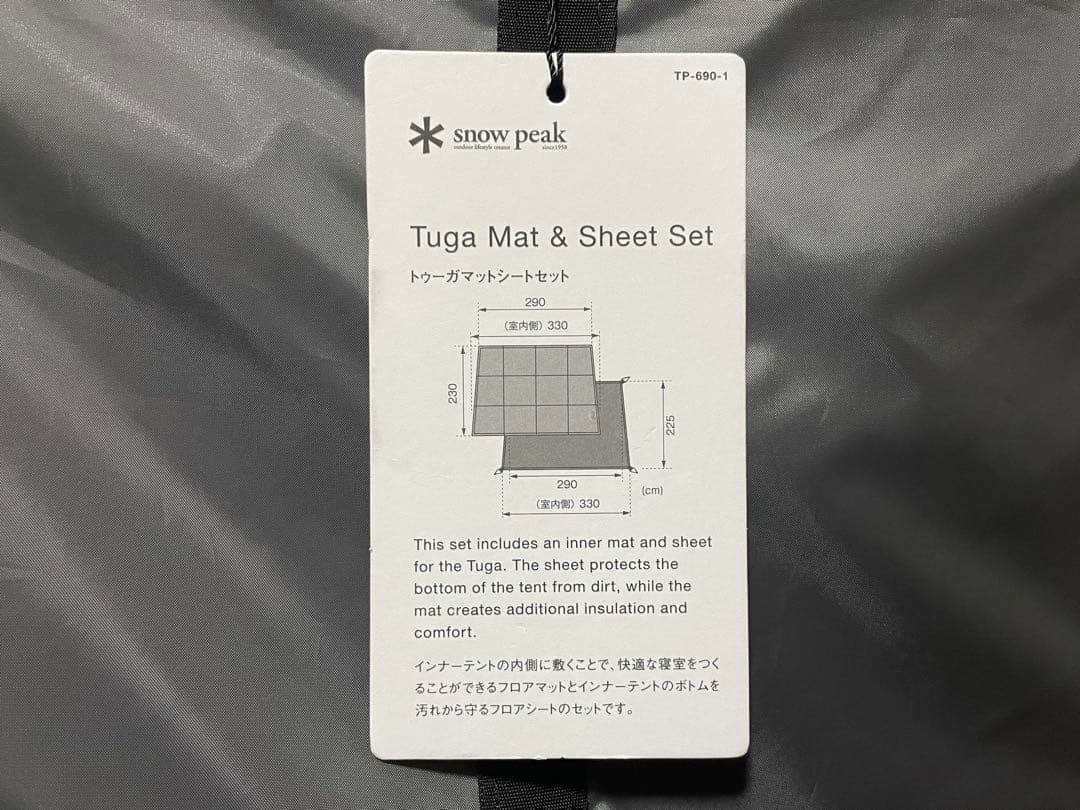 TP-690-1
snow peak
outdoor lifestyle creator since1958
Tuga Mat & Sheet Set
トゥーガマットシートセット
290
(室内側) 330
230
225
290
(cm)
(室内側) 330
This set includes an inner mat and sheet
for the Tuga. The sheet protects the
bottom of the tent from dirt, while the
mat creates additional insulation and
comfort.
インナーテントの内側に敷くことで、快適な寝室をつく
ることができるフロアマットとインナーテントのボトムを
汚れから守るフロアシートのセットです。